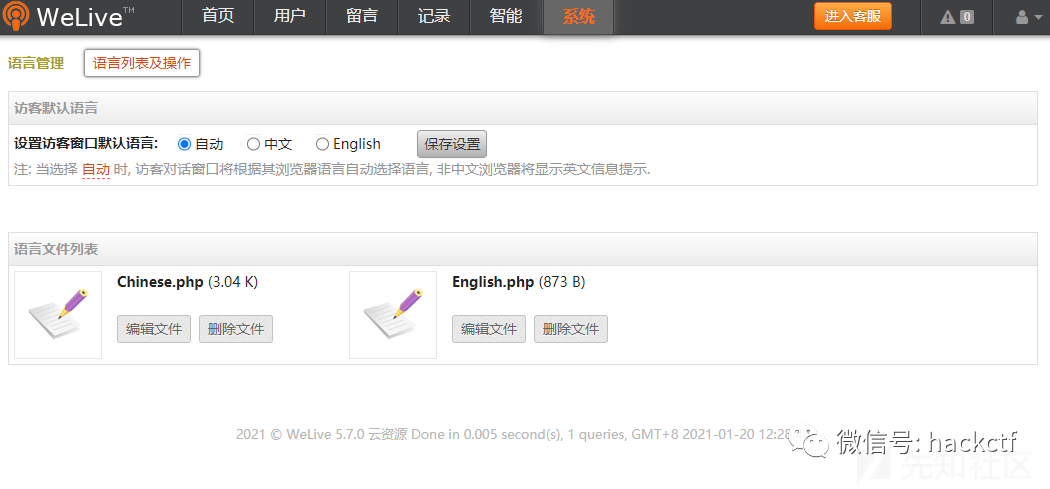 WeLive™ 首页 用户 留言 记录 智能 系统 进入客服 0
语言管理 语言列表及操作
访客默认语言
设置访客窗口默认语言: 自动 中文 English 保存设置
注: 当选择 自动 时, 访客对话窗口将根据其浏览器语言自动选择语言, 非中文浏览器将显示英文信息提示.
语言文件列表
Chinese.php (3.04 K) English.php (873 B)
编辑文件 删除文件 编辑文件 删除文件
2021 © WeLive 5.7.0 云资源 Done in 0.005 second(s), 1 queries, GMT+8 2021-01-20 12:28
微信号: hackctf
先知社区